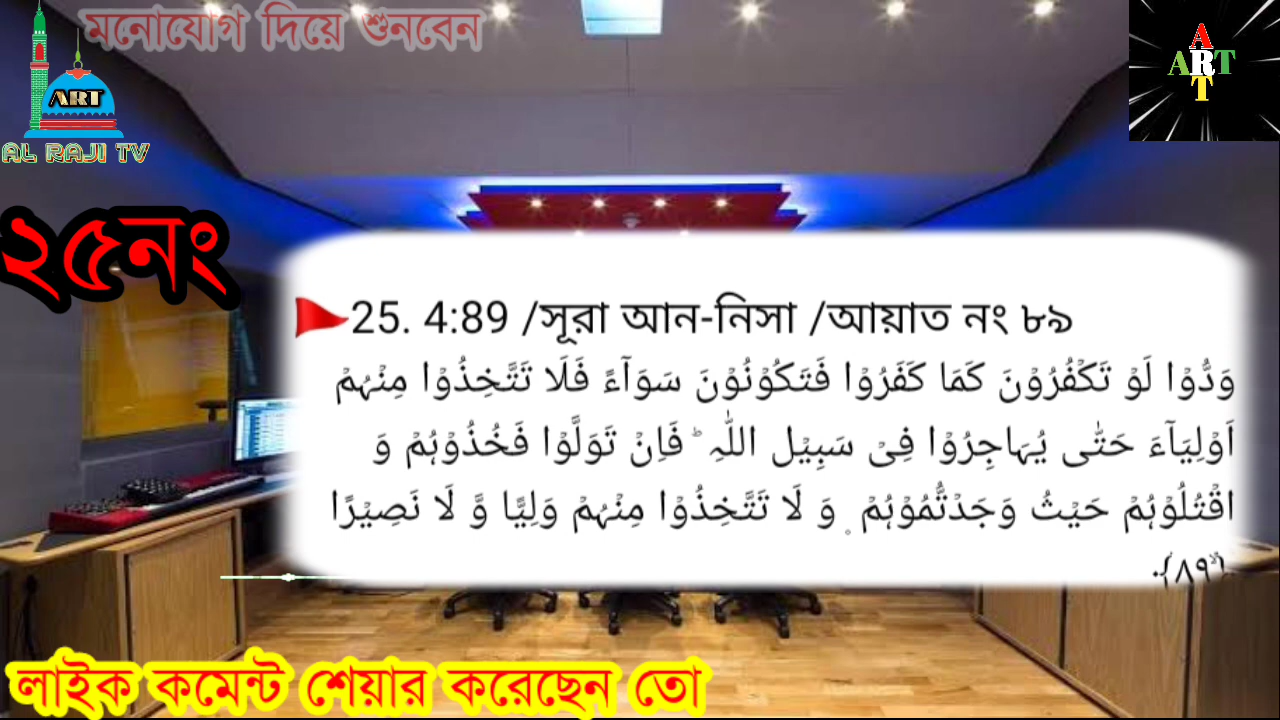 মনোযোগ দিয়ে শুনবেন
ART
AL RAJI TV
A
ART
T
২৫নং
25. 4:89 /সূরা আন-নিসা /আয়াত নং ৮৯
وَدُّوۡا لَوۡ تَكۡفُرُوۡنَ كَمَا كَفَرُوۡا فَتَكُوۡنُوۡنَ سَوَآءً فَلَا تَتَّخِذُوۡا مِنۡہُمۡ
اَوۡلِیَآءَ حَتّٰی یُہَاجِرُوۡا فِیۡ سَبِیۡلِ اللّٰہِ ؕ فَاِنۡ تَوَلَّوۡا فَخُذُوۡہُمۡ وَ
اقۡتُلُوۡہُمۡ حَیۡثُ وَجَدۡتُّمُوۡہُمۡ ۪ وَ لَا تَتَّخِذُوۡا مِنۡہُمۡ وَلِیًّا وَّ لَا نَصِیۡرًا
﴿ۙ۸۹﴾
লাইক কমেন্ট শেয়ার করেছেন তো